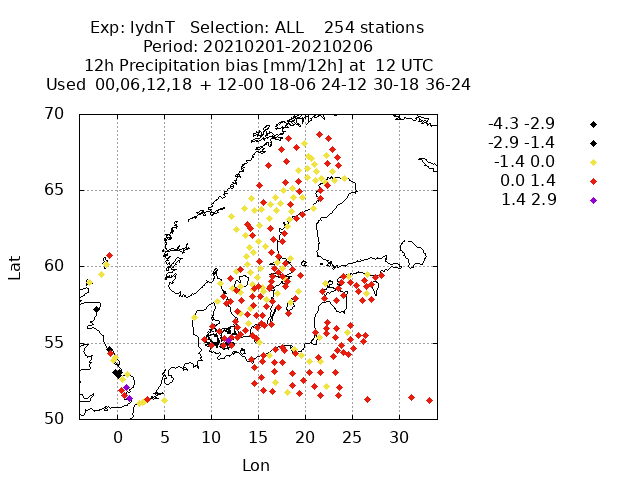 Exp: IydnT   Selection: ALL    254 stations
Period: 20210201-20210206
12h Precipitation bias [mm/12h] at  12 UTC
Used  00,06,12,18  + 12-00 18-06 24-12 30-18 36-24
-4.3 -2.9
-2.9 -1.4
-1.4 0.0
0.0 1.4
1.4 2.9
70
65
60
55
50
Lat
0 5 10 15 20 25 30
Lon